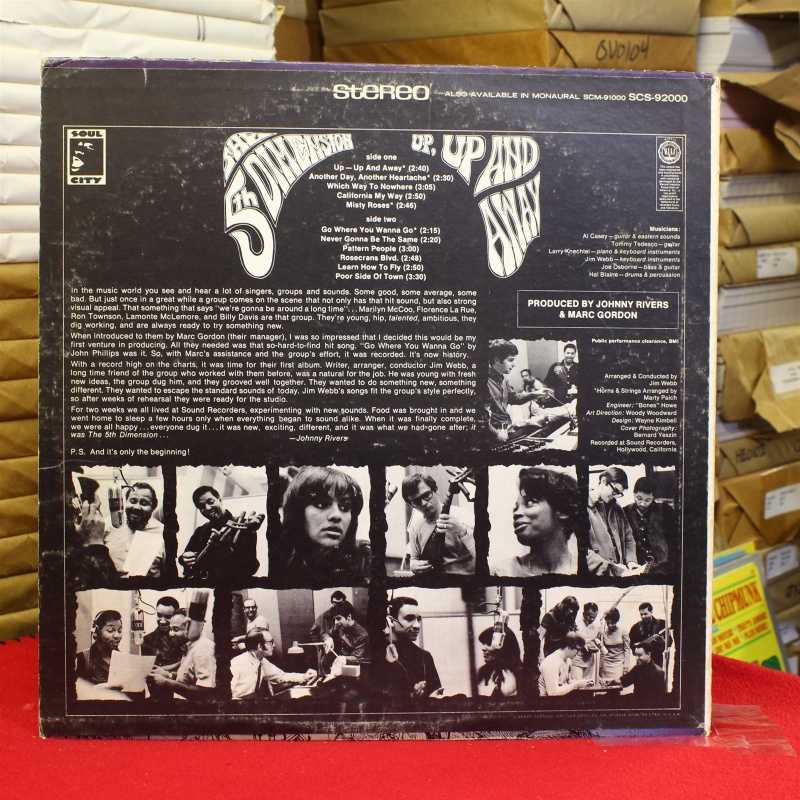 OVD104
STEREO ALSO AVAILABLE IN MONAURAL SCM-91000 SCS-92000
SOUL
CITY
THE
5th DIMENSION
UP, UP AND
AWAY
side one
Up — Up And Away* (2:40)
Another Day, Another Heartache* (2:30)
Which Way To Nowhere (3:05)
California My Way (2:50)
Misty Roses* (2:46)
side two
Go Where You Wanna Go* (2:15)
Never Gonna Be The Same (2:20)
Pattern People (3:00)
Rosecrans Blvd. (2:48)
Learn How To Fly (2:50)
Poor Side Of Town (3:30)
Musicians:
Al Casey—guitar & eastern sounds
Tommy Tedesco—guitar
Larry Knechtel—piano & keyboard instruments
Jim Webb—keyboard instruments
Joe Osborne—bass & guitar
Hal Blaine—drums & percussion
In the music world you see and hear a lot of singers, groups and sounds. Some good, some average, some
bad. But just once in a great while a group comes on the scene that not only has that hit sound, but also strong
visual appeal. That something that says "we're gonna be around a long time"... Marilyn McCoo, Florence La Rue,
Ron Townson, Lamonte McLemore, and Billy Davis are that group. They're young, hip, talented, ambitious, they
dig working, and are always ready to try something new.
When introduced to them by Marc Gordon (their manager), I was so impressed that I decided this would be my
first venture in producing. All they needed was that so-hard-to-find hit song. "Go Where You Wanna Go" by
John Phillips was it. So, with Marc's assistance and the group's effort, it was recorded. It's now history.
With a record high on the charts, it was time for their first album. Writer, arranger, conductor Jim Webb, a
long time friend of the group who worked with them before, was a natural for the job. He was young with fresh
new ideas, the group dug him, and they grooved well together. They wanted to do something new, something
different. They wanted to escape the standard sounds of today. Jim Webb's songs fit the group's style perfectly,
so after weeks of rehearsal they were ready for the studio.
For two weeks we all lived at Sound Recorders, experimenting with new sounds. Food was brought in and we
went home to sleep a few hours only when everything began to sound alike. When it was finally complete,
we were all happy... everyone dug it... it was new, exciting, different, and it was what we had gone after; it
was The 5th Dimension...
—Johnny Rivers
P.S. And it's only the beginning!
PRODUCED BY JOHNNY RIVERS
& MARC GORDON
Public performance clearance, BMI
Arranged & Conducted by
Jim Webb
*Horns & Strings Arranged by
Marty Paich
Engineer: "Bones" Howe
Art Direction: Woody Woodward
Design: Wayne Kimbell
Cover Photography:
Bernard Yeszin
Recorded at Sound Recorders,
Hollywood, California
CHIPMUNK